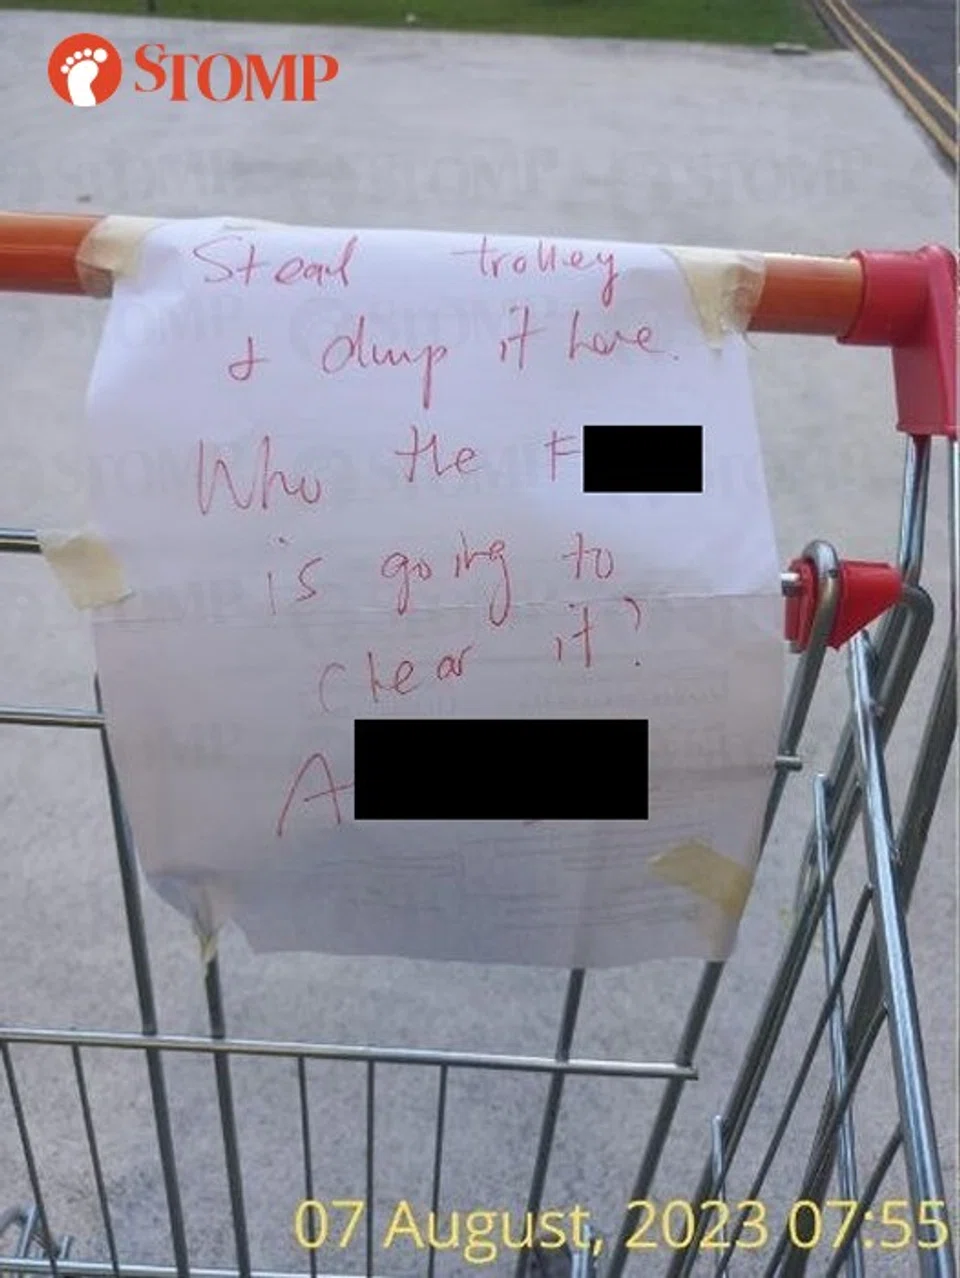 STOMP
Steal trolley
& dump it here.
Who the F
is going to
clear it?
A
07 August, 2023 07:55